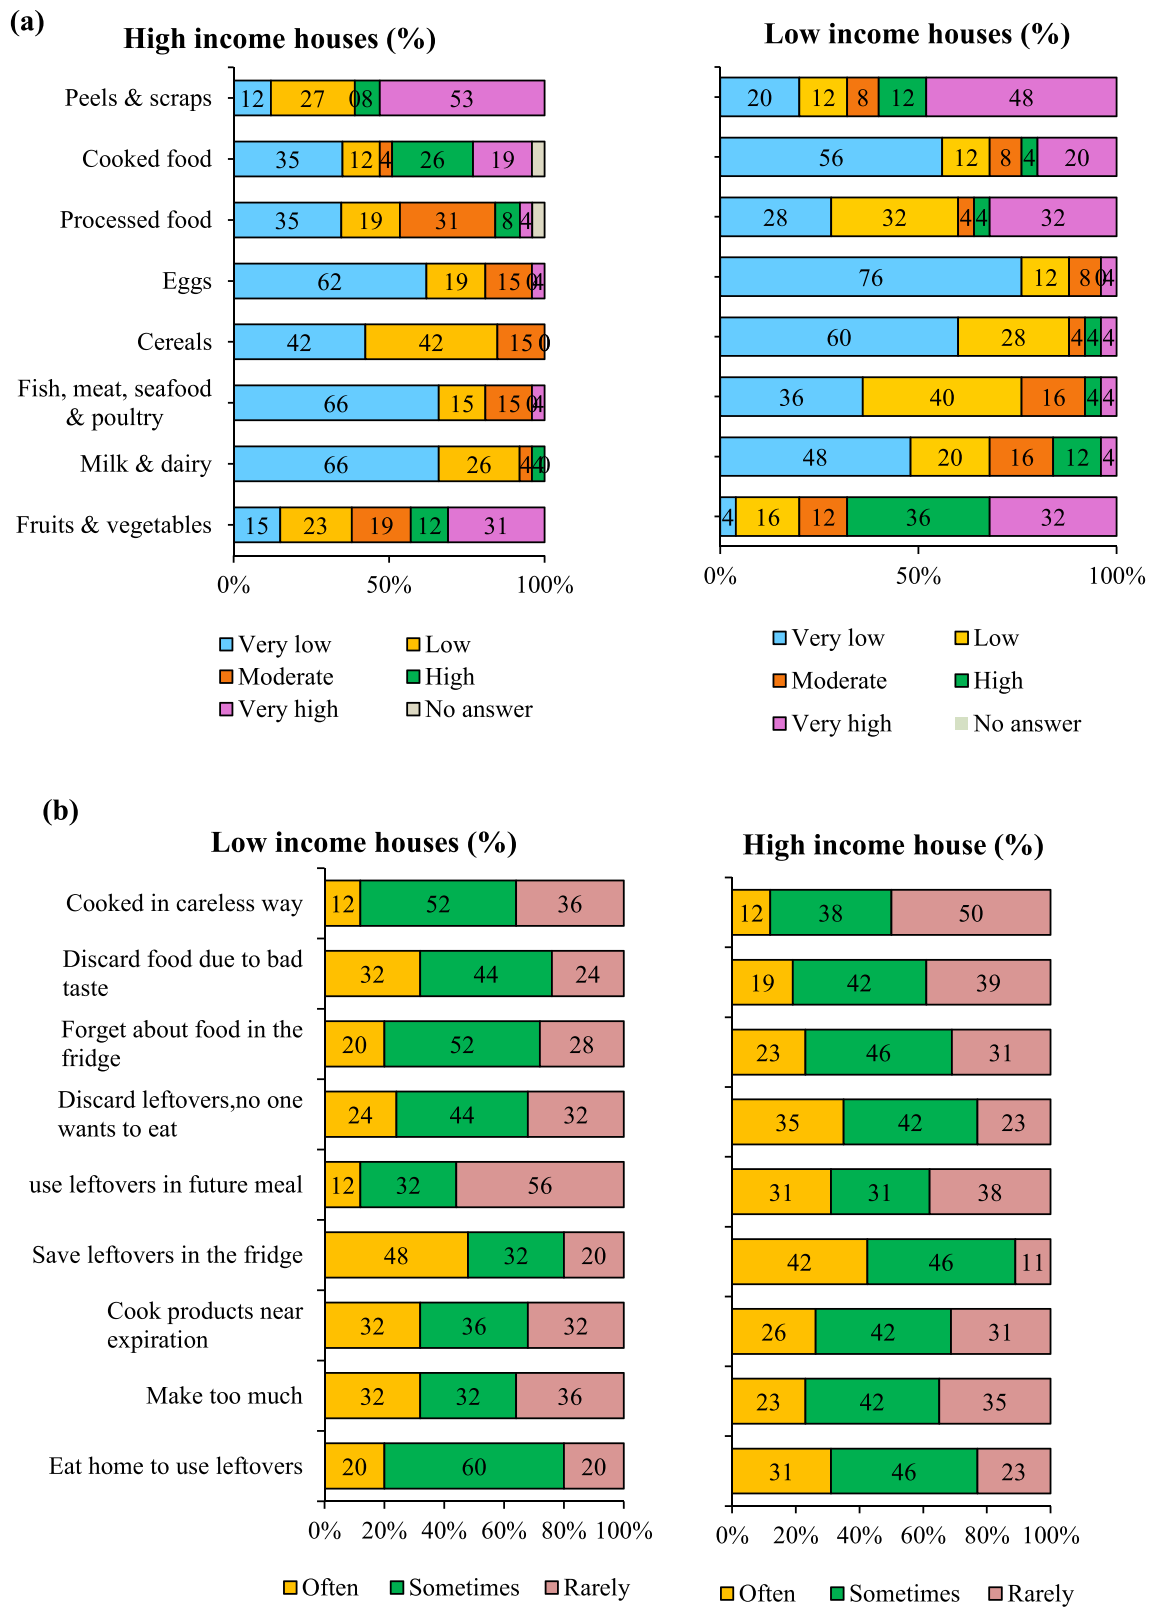 (a)
High income houses (%)
Low income houses (%)
Peels & scraps
12 27 0 8 53
20 12 8 12 48
Cooked food
35 12 4 26 19
56 12 8 4 20
Processed food
35 19 31 8 4
28 32 4 4 32
Eggs
62 19 15 0 4
76 12 8 0 4
Cereals
42 42 15 0
60 28 4 4 4
Fish, meat, seafood
& poultry
66 15 15 0 4
36 40 16 4 4
Milk & dairy
66 26 4 4 0
48 20 16 12 4
Fruits & vegetables
15 23 19 12 31
4 16 12 36 32
0% 50% 100%
0% 50% 100%
Very low Low
Moderate High
Very high No answer
Very low Low
Moderate High
Very high No answer
(b)
Low income houses (%)
High income house (%)
Cooked in careless way
12 52 36
12 38 50
Discard food due to bad
taste
32 44 24
19 42 39
Forget about food in the
fridge
20 52 28
23 46 31
Discard leftovers,no one
wants to eat
24 44 32
35 42 23
use leftovers in future meal
12 32 56
31 31 38
Save leftovers in the fridge
48 32 20
42 46 11
Cook products near
expiration
32 36 32
26 42 31
Make too much
32 32 36
23 42 35
Eat home to use leftovers
20 60 20
31 46 23
0% 20% 40% 60% 80% 100%
0% 20% 40% 60% 80% 100%
Often Sometimes Rarely
Often Sometimes Rarely